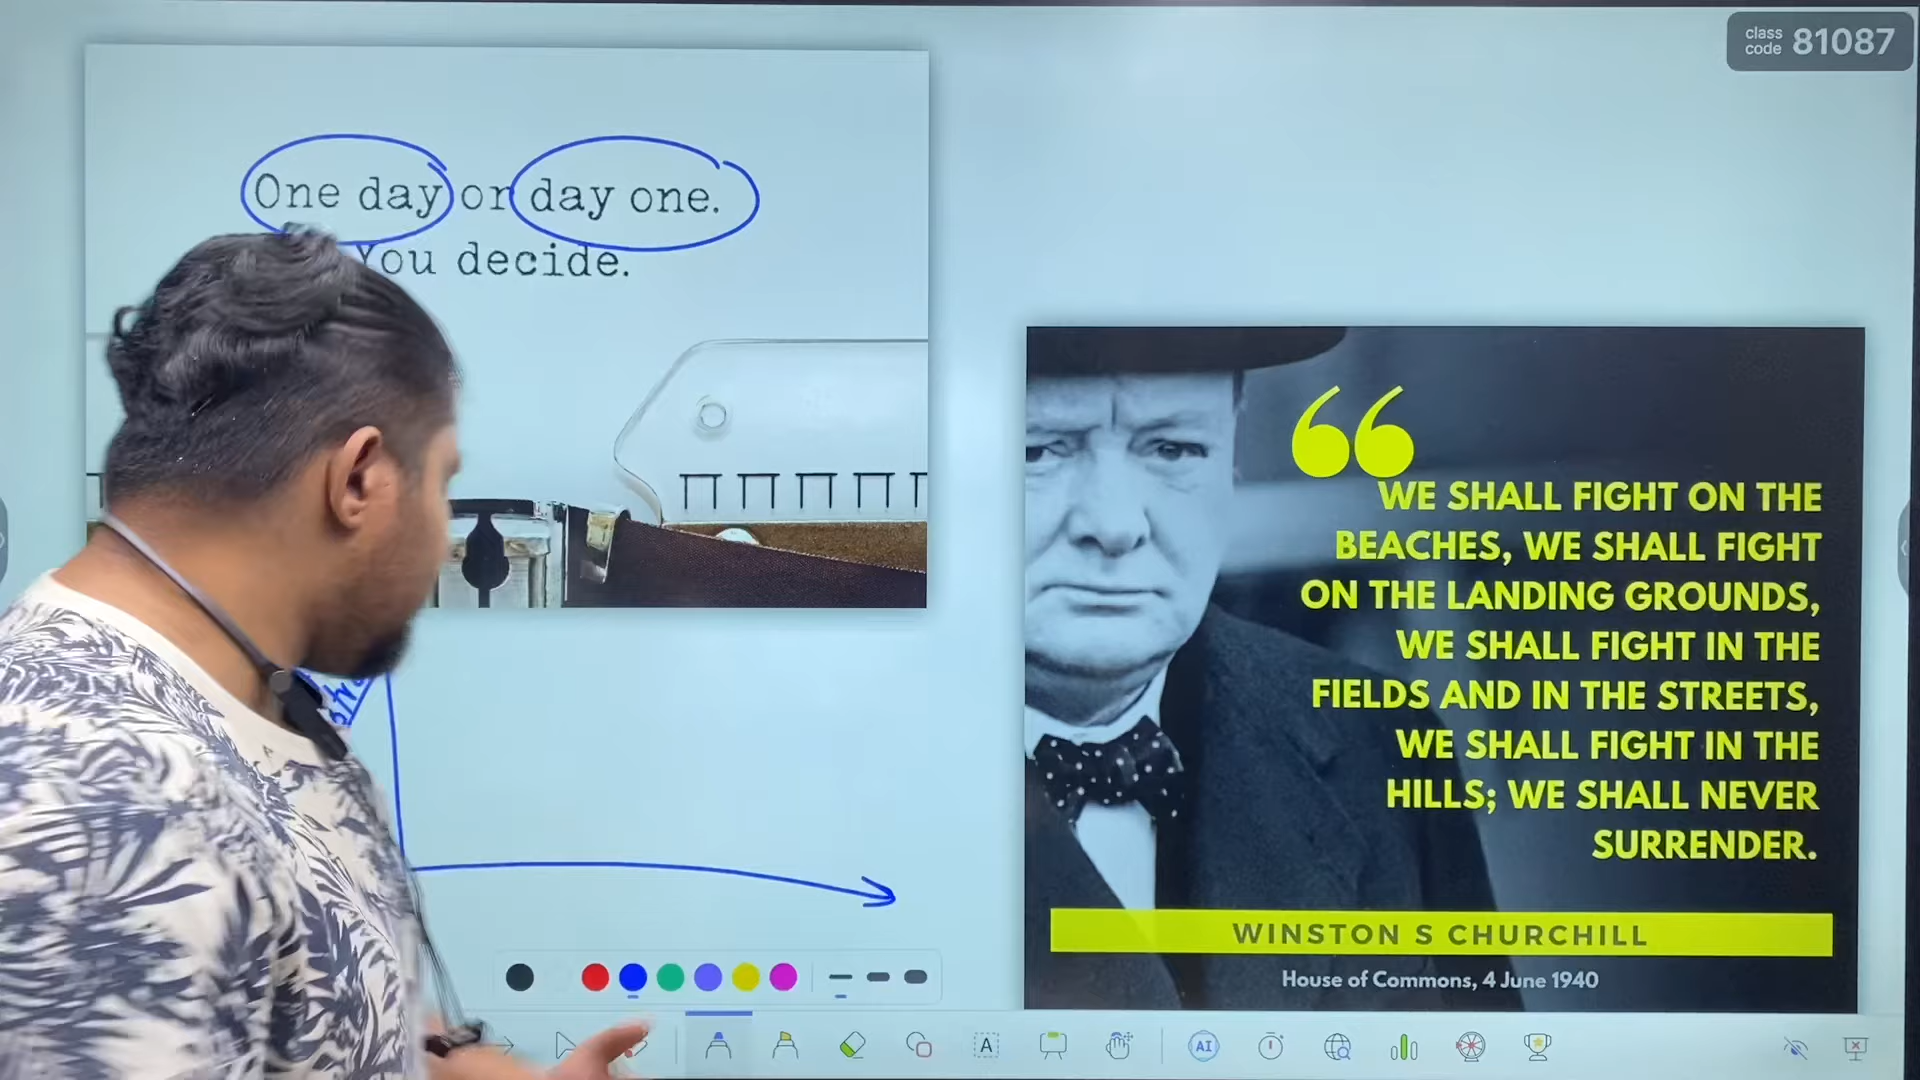 class
code 81087
One day or day one.
You decide.
WE SHALL FIGHT ON THE
BEACHES, WE SHALL FIGHT
ON THE LANDING GROUNDS,
WE SHALL FIGHT IN THE
FIELDS AND IN THE STREETS,
WE SHALL FIGHT IN THE
HILLS; WE SHALL NEVER
SURRENDER.
WINSTON S CHURCHILL
House of Commons, 4 June 1940
A
AI